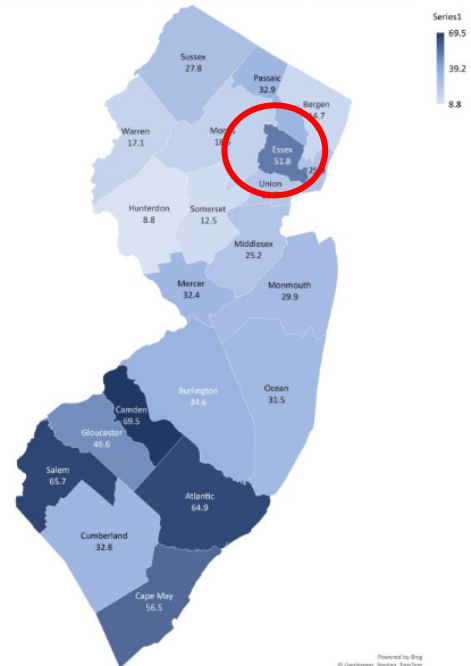 Series1
69.5
39.2
8.8
Sussex
27.8
Passaic
32.9
Bergen
Warren
17.1
Essex
51.8
Union
Hunterdon
8.8
Somerset
12.5
Middlesex
25.2
Mercer
32.4
Monmouth
29.9
Burlington
34.6
Ocean
31.5
Camden
69.5
Gloucester
46.6
Salem
65.7
Atlantic
64.9
Cumberland
32.8
Cape May
56.5
Powered by Bing
© GeoNames, TomTom